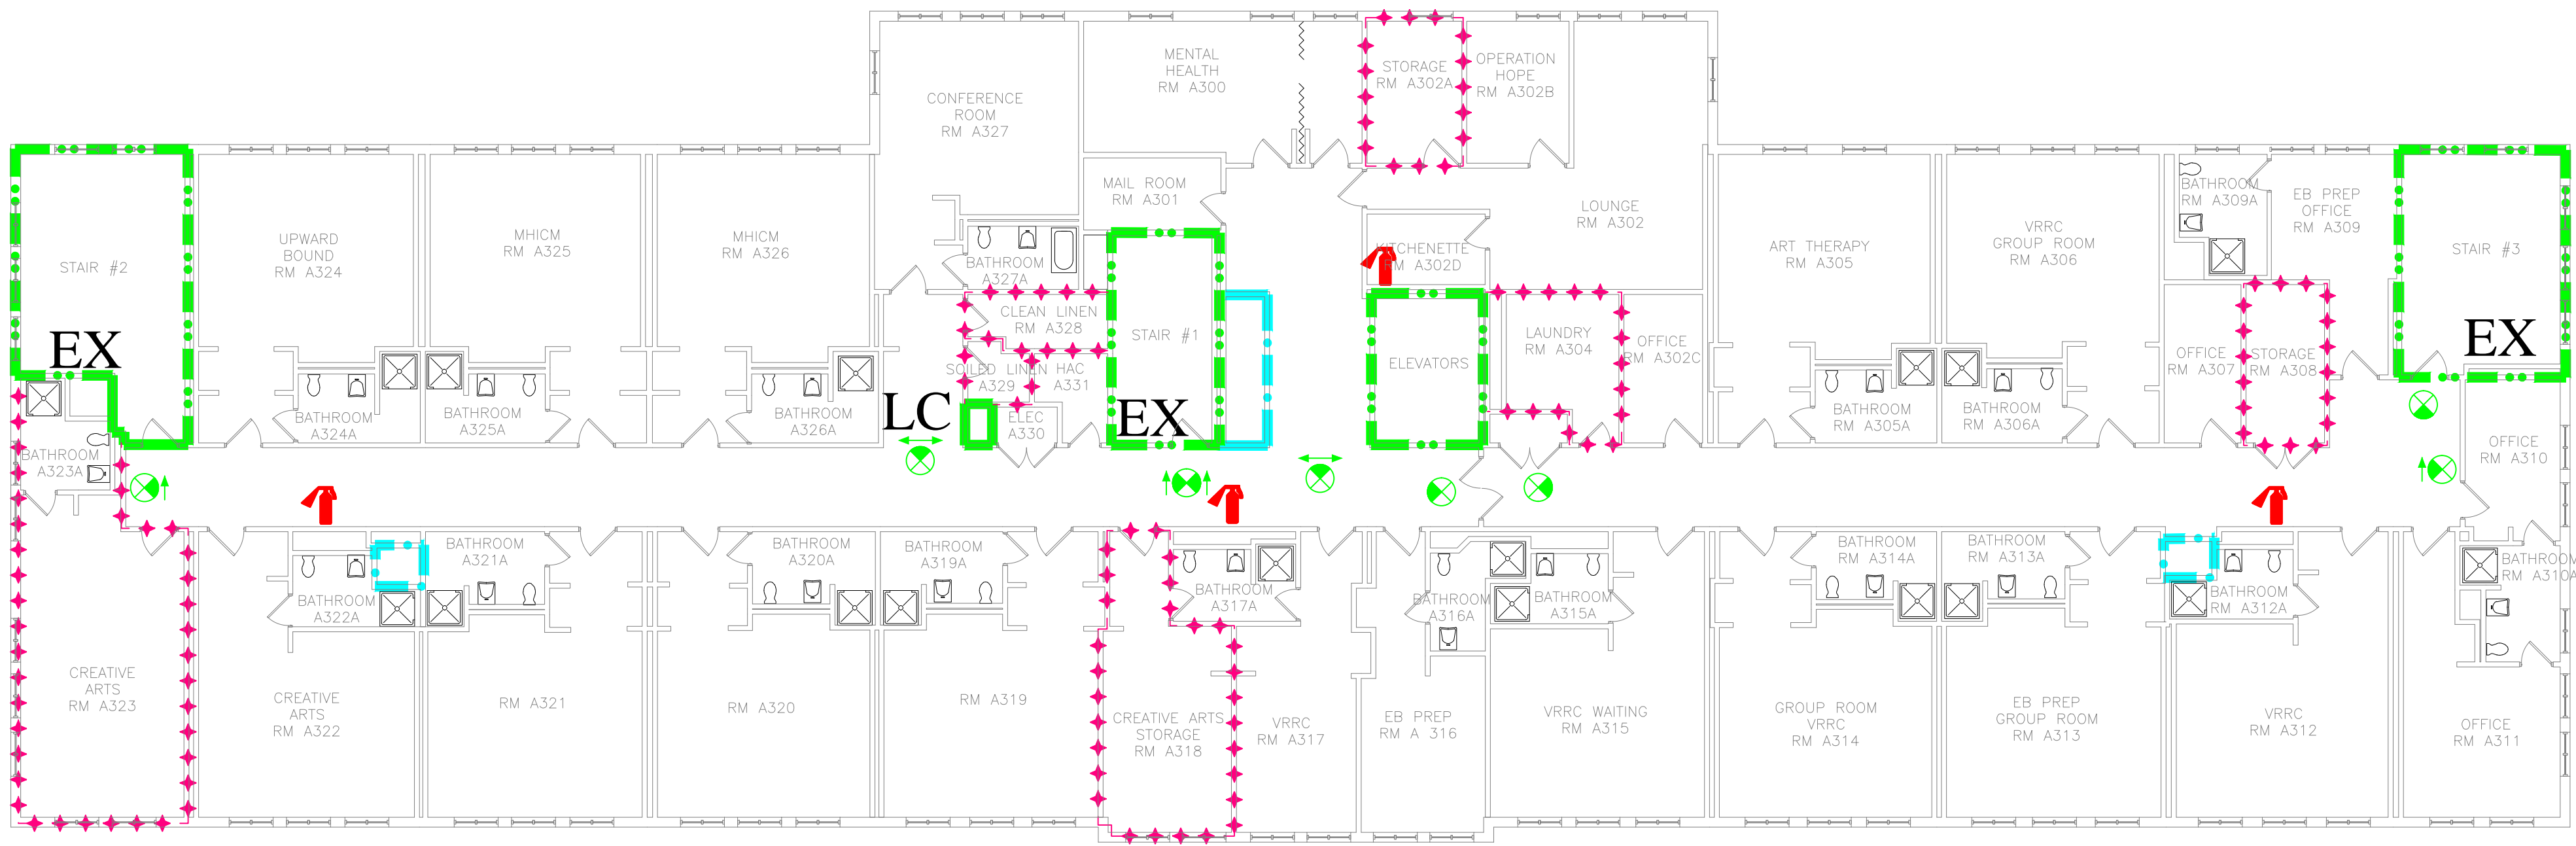 MENTAL
HEALTH
RM A300
STORAGE
RM A302A
OPERATION
HOPE
RM A302B
CONFERENCE
ROOM
RM A327
MAIL ROOM
RM A301
LOUNGE
RM A302
KITCHENETTE
RM A302D
STAIR #2
EX
UPWARD
BOUND
RM A324
MHICM
RM A325
MHICM
RM A326
BATHROOM
A327A
CLEAN LINEN
RM A328
SOILED LINEN
A329
HAC
A331
ELEC
A330
LC
STAIR #1
EX
ELEVATORS
LAUNDRY
RM A304
OFFICE
RM A302C
ART THERAPY
RM A305
VRRC
GROUP ROOM
RM A306
BATHROOM
RM A309A
EB PREP
OFFICE
RM A309
STAIR #3
EX
OFFICE
RM A307
STORAGE
RM A308
BATHROOM
A323A
BATHROOM
A324A
BATHROOM
A325A
BATHROOM
A326A
BATHROOM
RM A305A
BATHROOM
RM A306A
OFFICE
RM A310
BATHROOM
A322A
BATHROOM
A321A
BATHROOM
A320A
BATHROOM
A319A
BATHROOM
A317A
BATHROOM
A316A
BATHROOM
A315A
BATHROOM
RM A314A
BATHROOM
RM A313A
BATHROOM
RM A312A
BATHROOM
RM A310A
CREATIVE
ARTS
RM A323
CREATIVE
ARTS
RM A322
RM A321
RM A320
RM A319
CREATIVE ARTS
STORAGE
RM A318
VRRC
RM A317
EB PREP
RM A 316
VRRC WAITING
RM A315
GROUP ROOM
VRRC
RM A314
EB PREP
GROUP ROOM
RM A313
VRRC
RM A312
OFFICE
RM A311